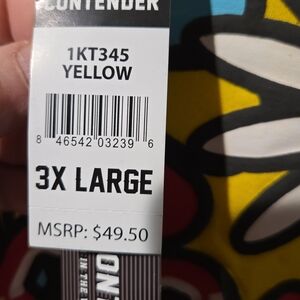 CONTENDER
1KT345
YELLOW
8 46542 03239 6
3X LARGE
MSRP: $49.50